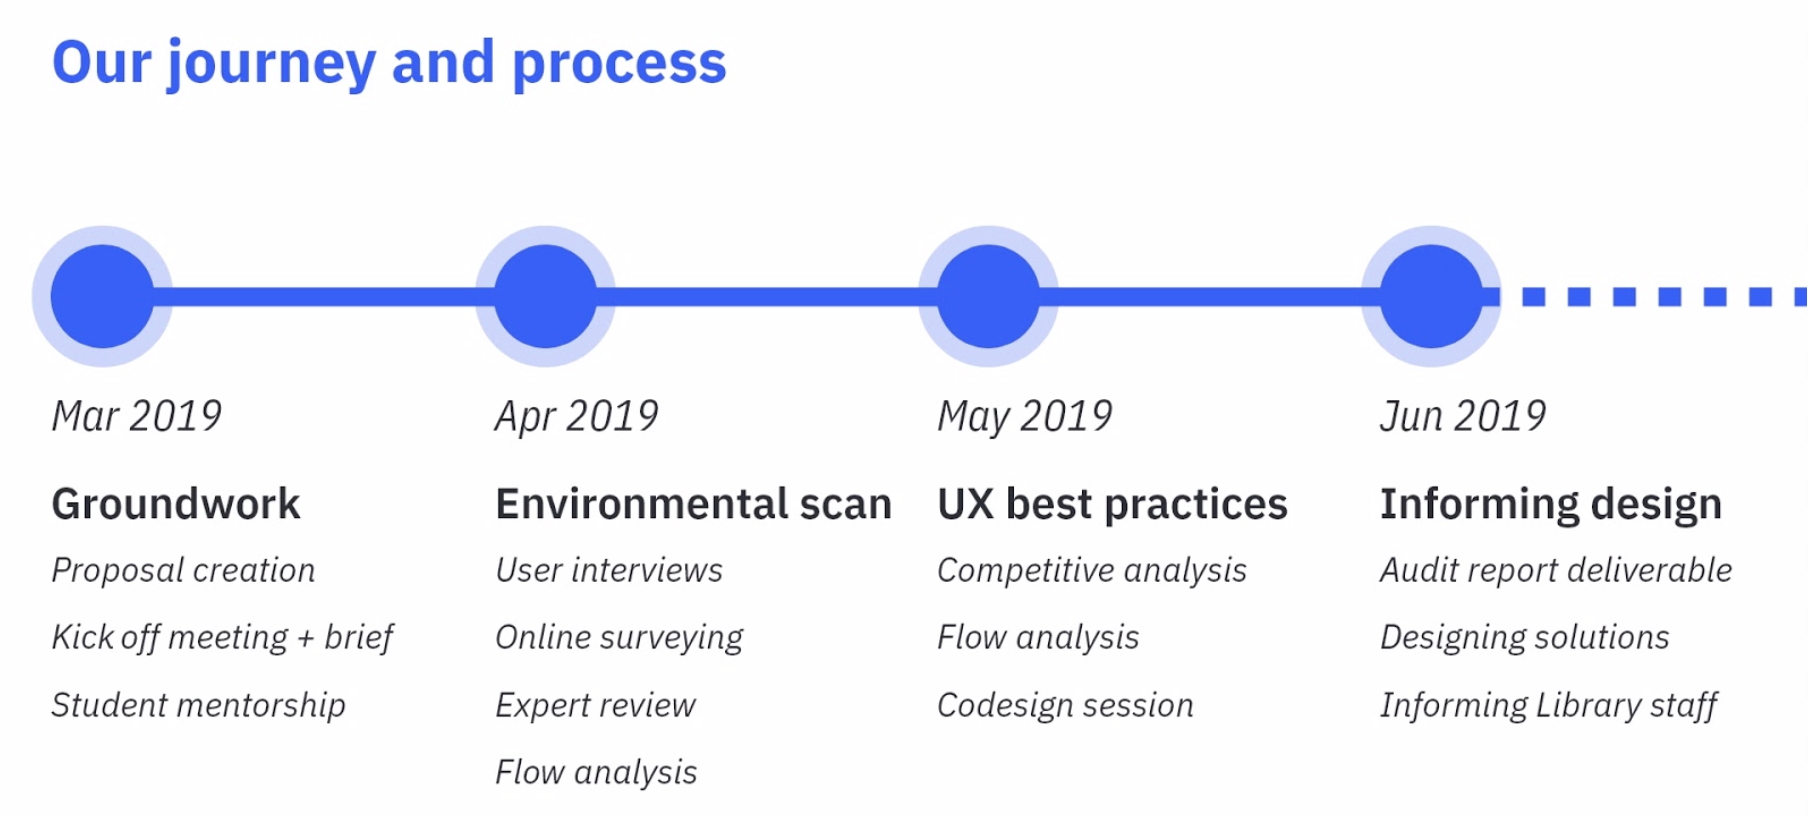 Our journey and process
Mar 2019
Groundwork
Proposal creation
Kick off meeting + brief
Student mentorship
Apr 2019
Environmental scan
User interviews
Online surveying
Expert review
Flow analysis
May 2019
UX best practices
Competitive analysis
Flow analysis
Codesign session
Jun 2019
Informing design
Audit report deliverable
Designing solutions
Informing Library staff